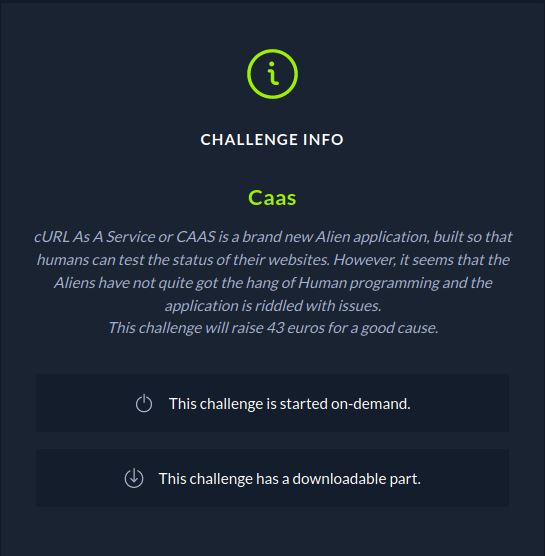 CHALLENGE INFO
Caas
cURL As A Service or CAAS is a brand new Alien application, built so that
humans can test the status of their websites. However, it seems that the
Aliens have not quite got the hang of Human programming and the
application is riddled with issues.
This challenge will raise 43 euros for a good cause.
This challenge is started on-demand.
This challenge has a downloadable part.